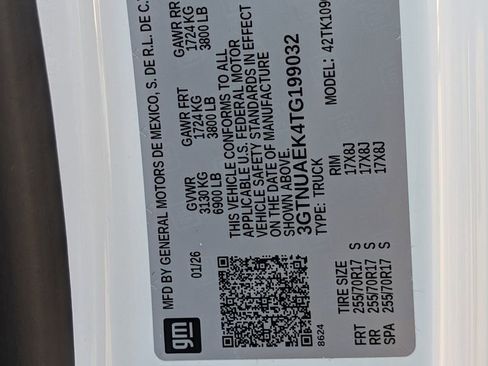 MFD BY GENERAL MOTORS DE MEXICO, S. DE R.L. DE C.
01/26
GVWR GAWR FRT GAWR RR
3130 KG 1724 KG 1724 KG
6900 LB 3800 LB 3800 LB
THIS VEHICLE CONFORMS TO ALL
APPLICABLE U.S. FEDERAL MOTOR
VEHICLE SAFETY STANDARDS IN EFFECT
ON THE DATE OF MANUFACTURE
SHOWN ABOVE.
3GTNUAEK4TG199032
TYPE: TRUCK MODEL: 42TK109
gm
8624
TIRE SIZE RIM
FRT 255/70R17 S 17X8J
RR 255/70R17 S 17X8J
SPA 255/70R17 S 17X8J